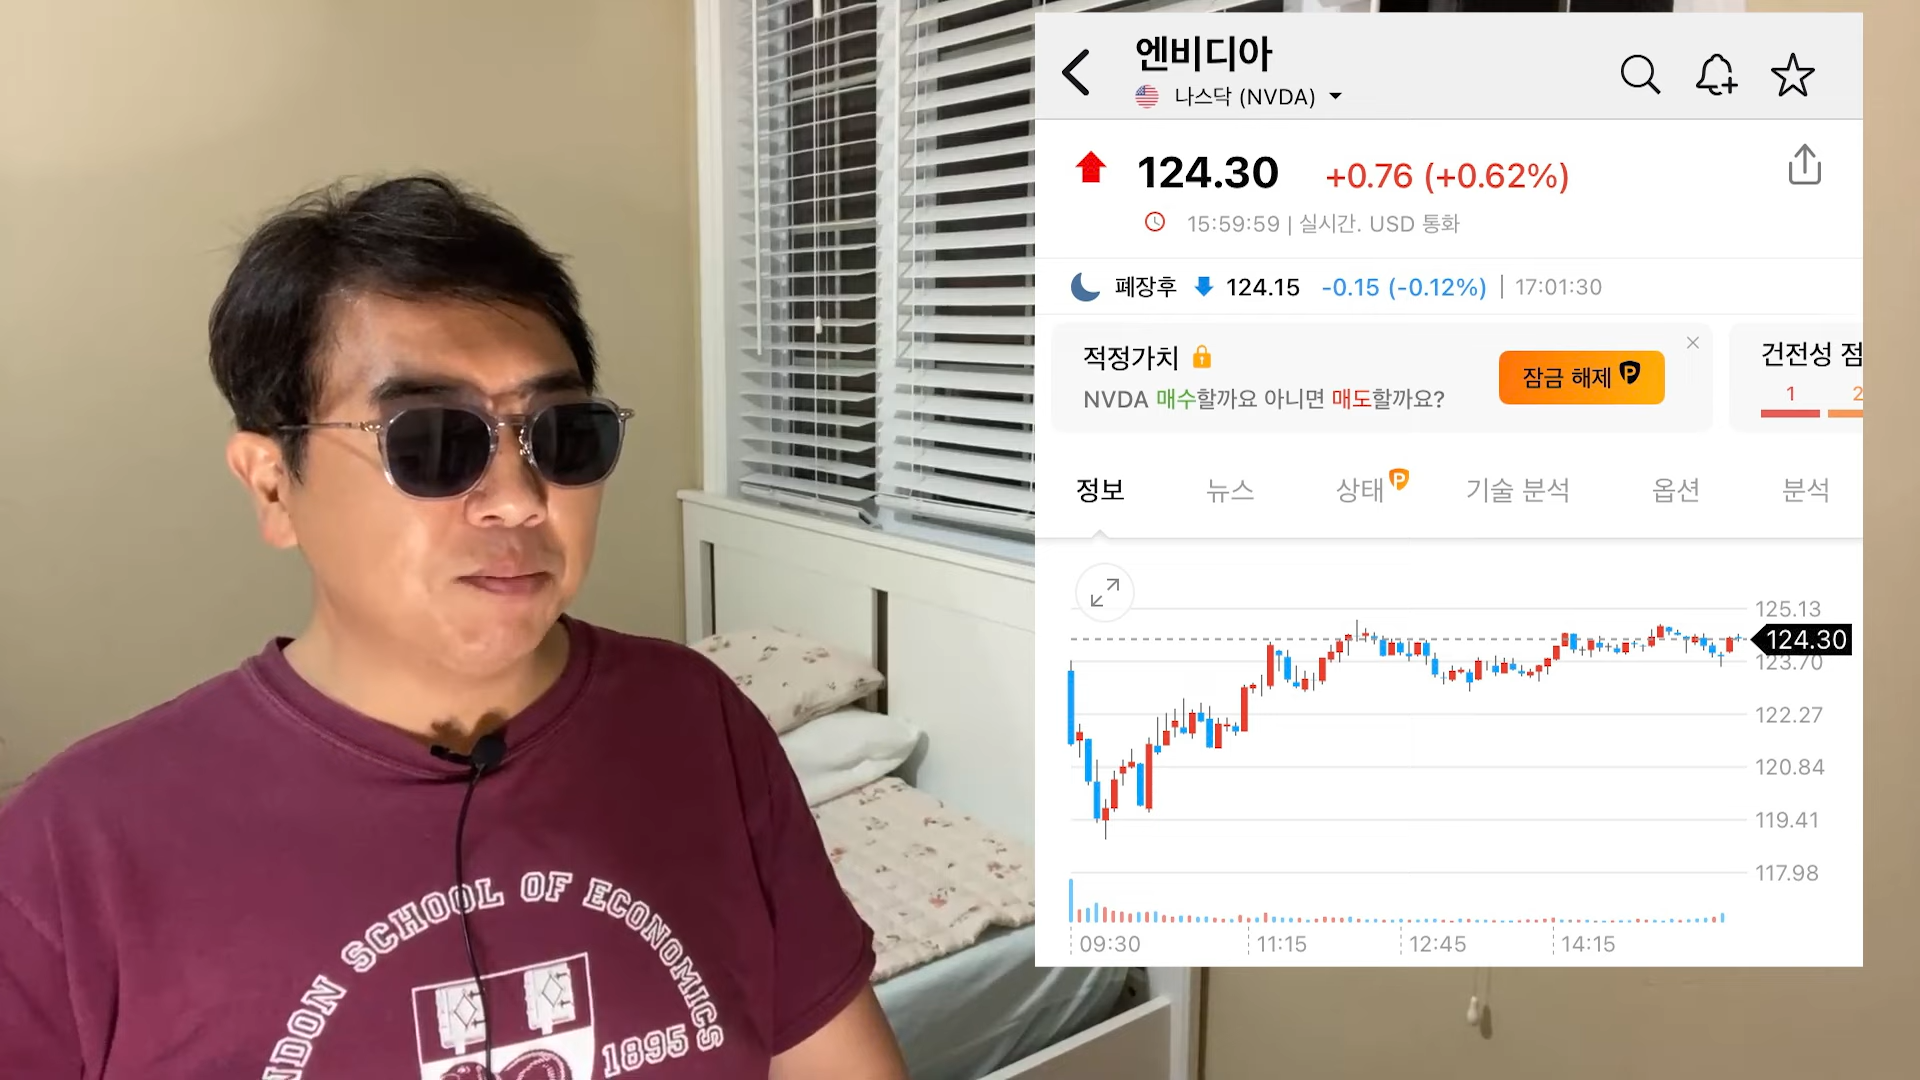 엔비디아
나스닥 (NVDA)
124.30 +0.76 (+0.62%)
15:59:59 | 실시간. USD 통화
폐장후 124.15 -0.15 (-0.12%) | 17:01:30
적정가치
NVDA 매수할까요 아니면 매도할까요?
잠금 해제
건전성 점
1 2
정보 뉴스 상태 기술 분석 옵션 분석
125.13
124.30
123.70
122.27
120.84
119.41
117.98
09:30 11:15 12:45 14:15
NDON SCHOOL OF ECONOMICS
1895